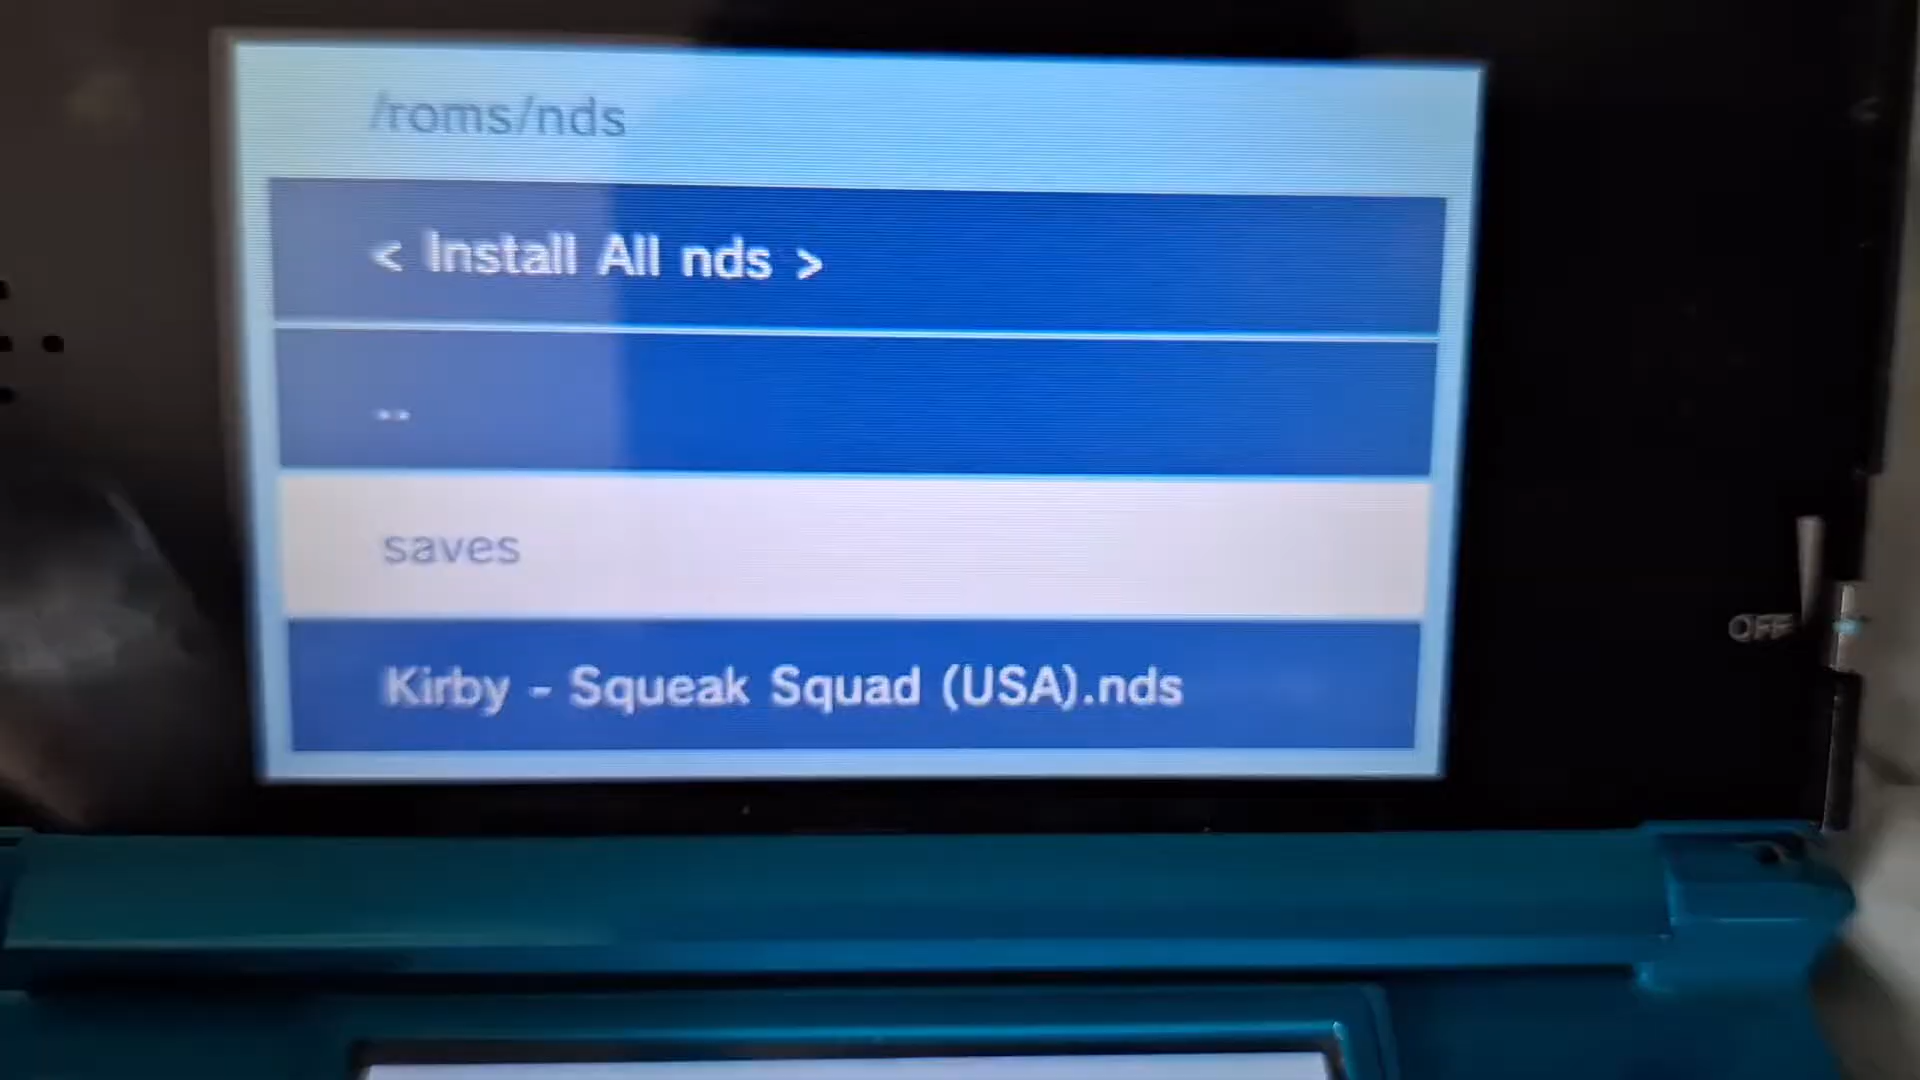 /roms/nds
< Install All nds >
..
saves
Kirby - Squeak Squad (USA).nds
OFF